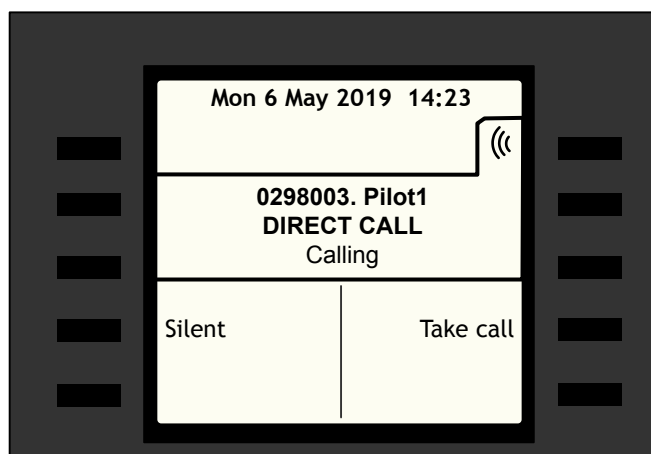 Mon 6 May 2019 14:23
0298003. Pilot1
DIRECT CALL
Calling
Silent
Take call